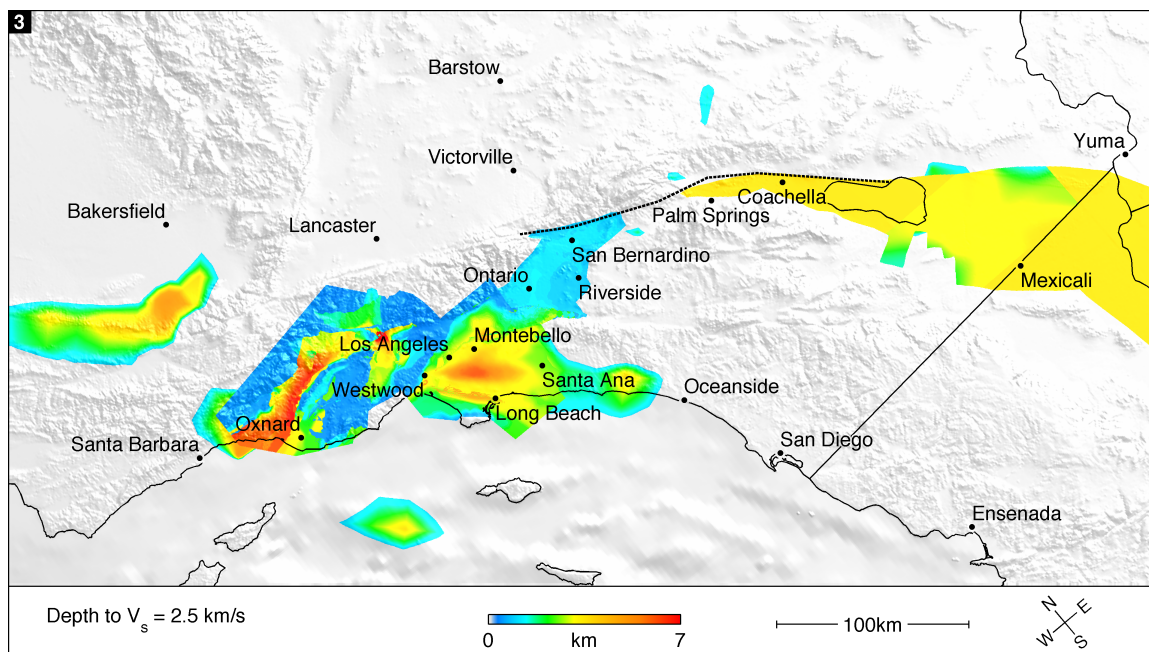 3
Barstow
Yuma
Victorville
Coachella
Palm Springs
Bakersfield
Lancaster
San Bernardino
Ontario
Riverside
Mexicali
Los Angeles
Montebello
Westwood
Santa Ana
Oceanside
Long Beach
Oxnard
Santa Barbara
San Diego
Ensenada
Depth to Vs = 2.5 km/s
0 km 7
100km
N E
W S